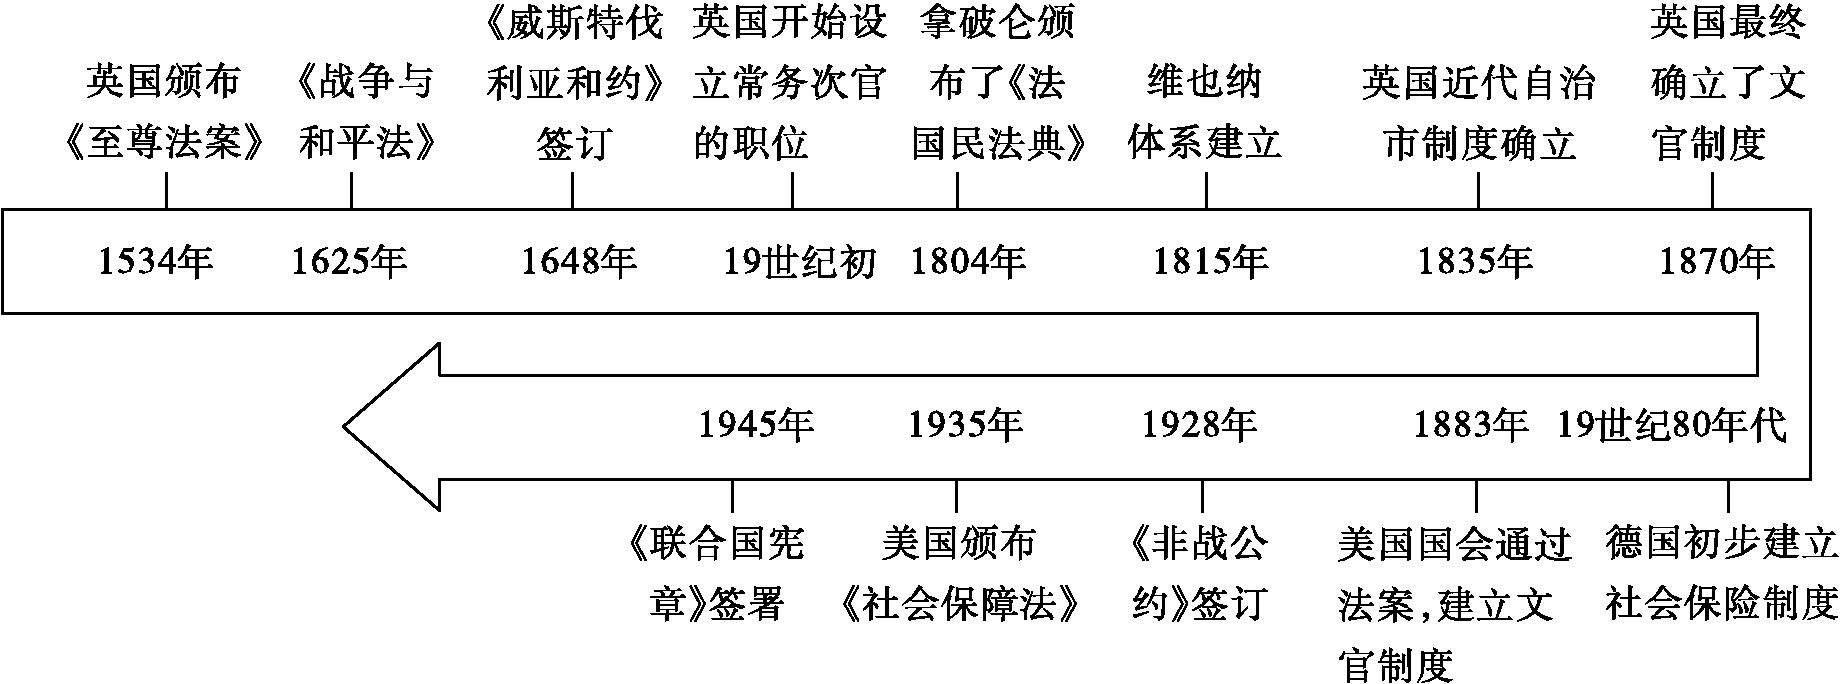 英国颁布
《至尊法案》
1534年
《战争与
和平法》
1625年
《威斯特伐
利亚和约》
签订
1648年
英国开始设
立常务次官
的职位
19世纪初
拿破仑颁
布了《法
国民法典》
1804年
维也纳
体系建立
1815年
英国近代自治
市制度确立
1835年
英国最终
确立了文
官制度
1870年
19世纪80年代
德国初步建立
社会保险制度
1883年
美国国会通过
法案,建立文
官制度
1928年
《非战公
约》签订
1935年
美国颁布
《社会保障法》
1945年
《联合国宪
章》签署